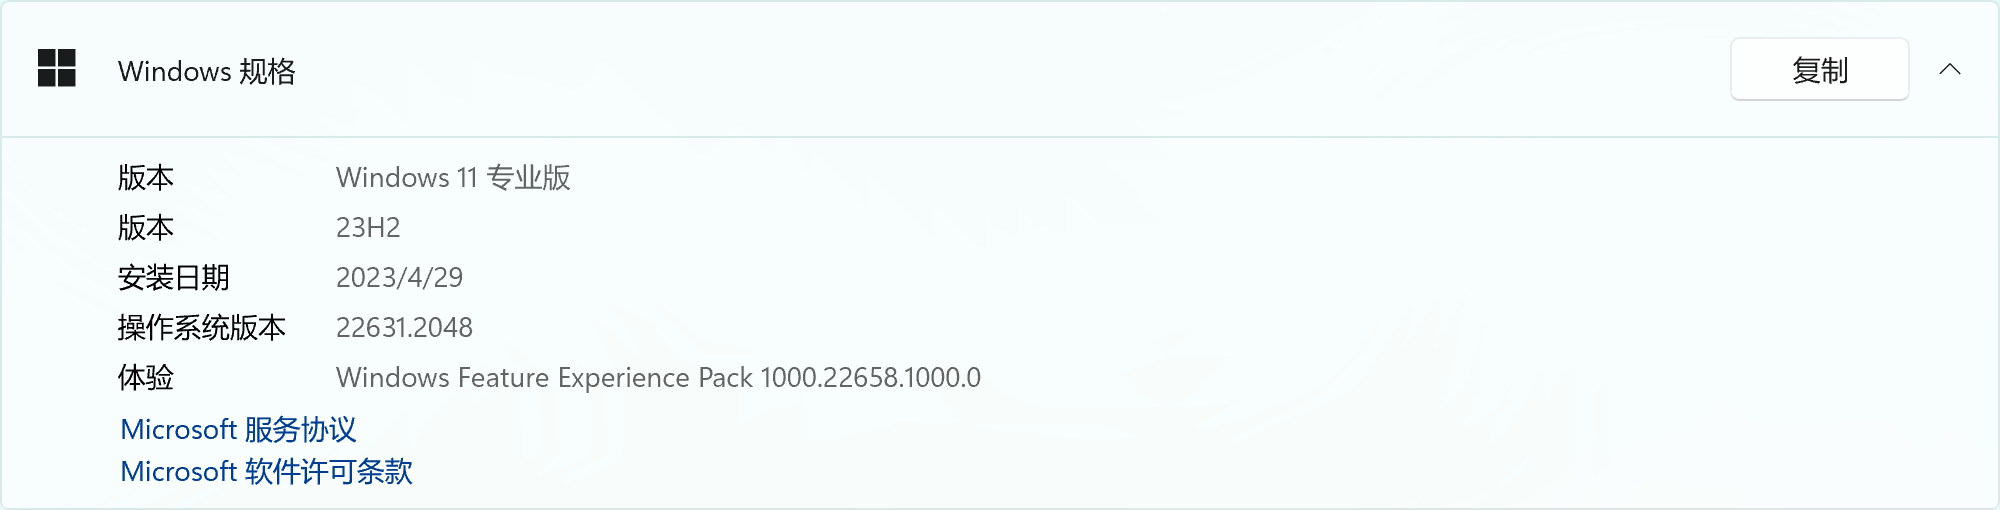 Windows 规格
复制
版本 Windows 11 专业版
版本 23H2
安装日期 2023/4/29
操作系统版本 22631.2048
体验 Windows Feature Experience Pack 1000.22658.1000.0
Microsoft 服务协议
Microsoft 软件许可条款